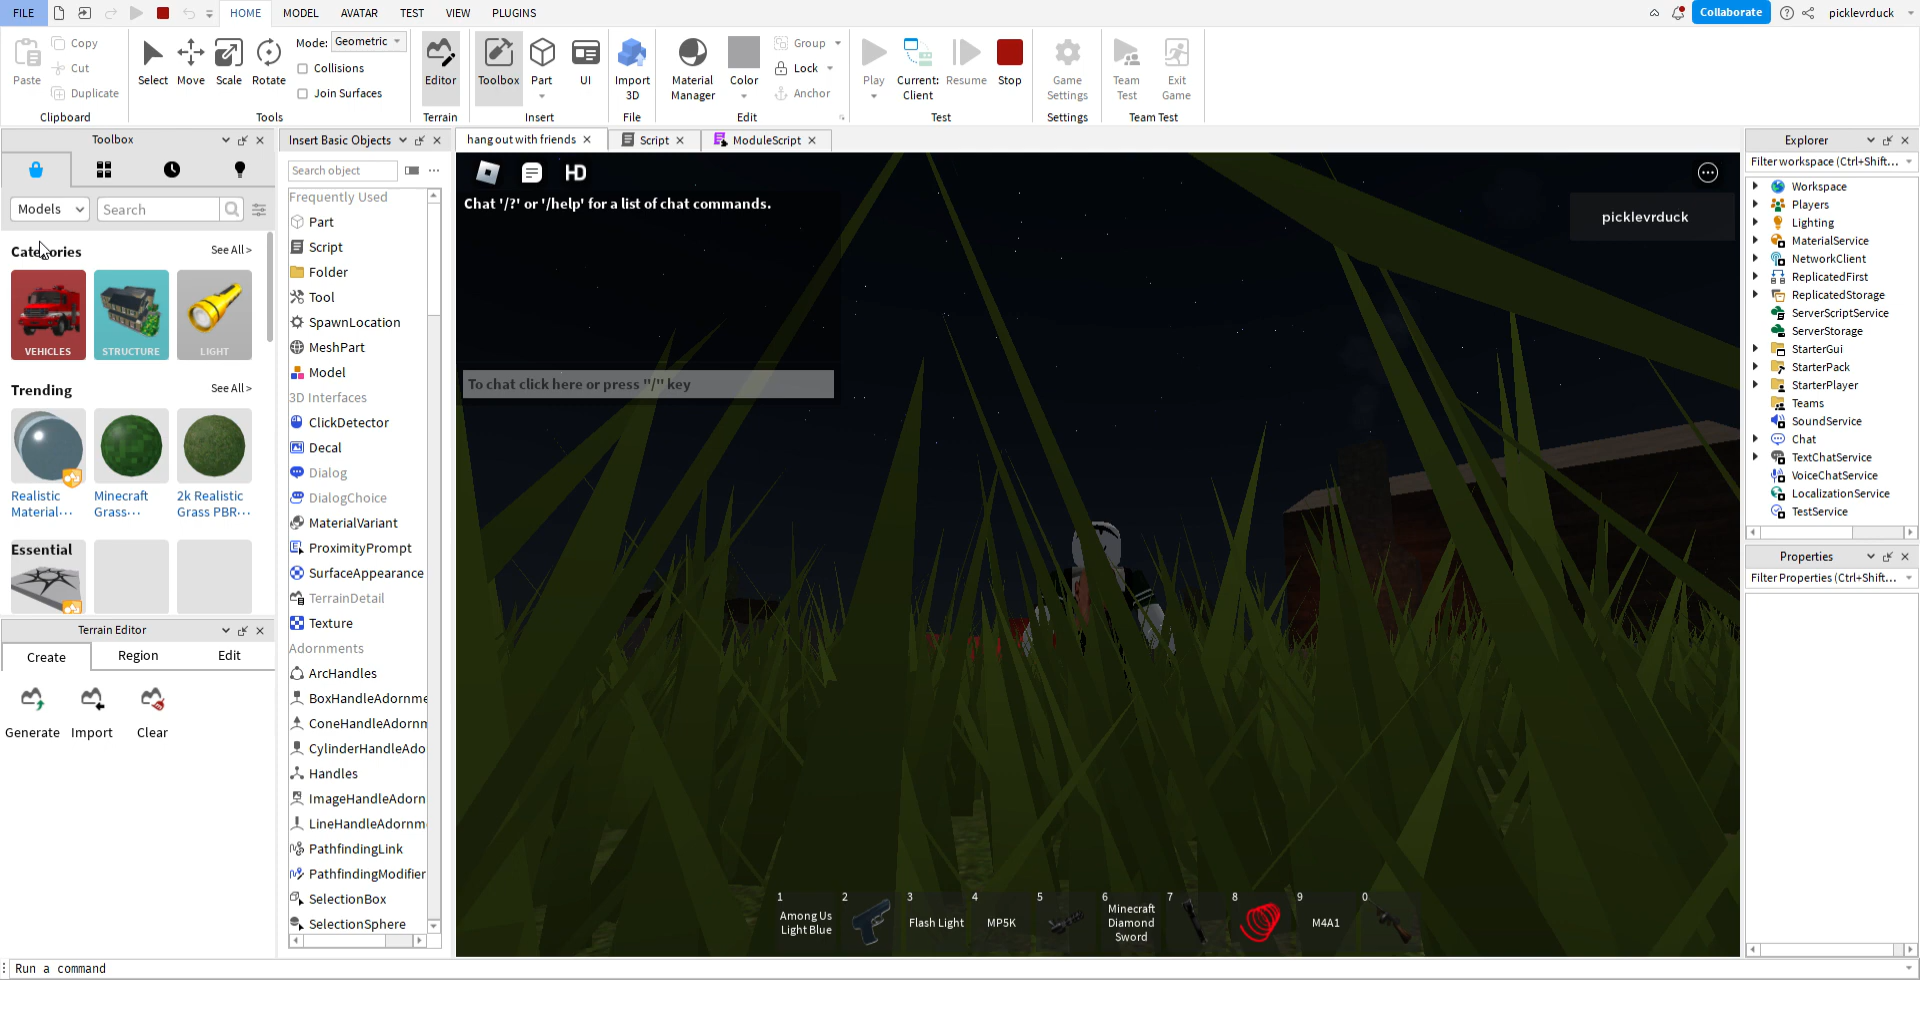 FILE
HOME
MODEL
AVATAR
TEST
VIEW
PLUGINS
Collaborate
picklevrduck
Paste
Copy
Cut
Duplicate
Clipboard
Select
Move
Scale
Rotate
Mode: Geometric
Collisions
Join Surfaces
Tools
Editor
Terrain
Toolbox
Part
UI
Insert
Import
3D
File
Material
Manager
Color
Group
Lock
Anchor
Edit
Play
Current:
Client
Resume
Stop
Test
Game
Settings
Settings
Team
Test
Exit
Game
Team Test
Toolbox
Models
Search
Categories
See All >
VEHICLES
STRUCTURE
LIGHT
Trending
See All >
Realistic
Material...
Minecraft
Grass...
2k Realistic
Grass PBR...
Essential
Terrain Editor
Create
Region
Edit
Generate
Import
Clear
Insert Basic Objects
Search object
Frequently Used
Part
Script
Folder
Tool
SpawnLocation
MeshPart
Model
3D Interfaces
ClickDetector
Decal
Dialog
DialogChoice
MaterialVariant
ProximityPrompt
SurfaceAppearance
TerrainDetail
Texture
Adornments
ArcHandles
BoxHandleAdornme
ConeHandleAdorn
CylinderHandleAdo
Handles
ImageHandleAdorn
LineHandleAdornm
PathfindingLink
PathfindingModifier
SelectionBox
SelectionSphere
hang out with friends
Script
ModuleScript
HD
Chat '/?' or '/help' for a list of chat commands.
To chat click here or press "/" key
picklevrduck
1
Among Us
Light Blue
2
3
Flash Light
4
MP5K
5
6
Minecraft
Diamond
Sword
7
8
9
M4A1
0
Explorer
Filter workspace (Ctrl+Shift...
Workspace
Players
Lighting
MaterialService
NetworkClient
ReplicatedFirst
ReplicatedStorage
ServerScriptService
ServerStorage
StarterGui
StarterPack
StarterPlayer
Teams
SoundService
Chat
TextChatService
VoiceChatService
LocalizationService
TestService
Properties
Filter Properties (Ctrl+Shift...
Run a command